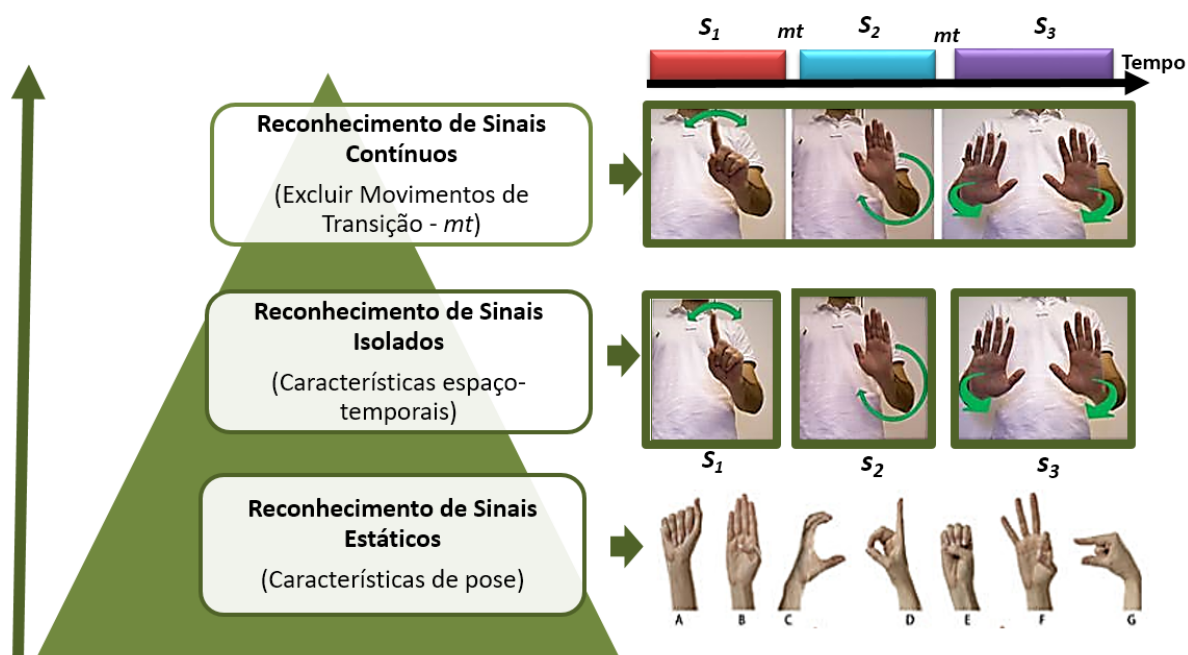 S1 mt S2 mt S3
Tempo
Reconhecimento de Sinais
Contínuos
(Excluir Movimentos de
Transição - mt)
Reconhecimento de Sinais
Isolados
(Característicias espaço-
temporais)
S1 s2 s3
Reconhecimento de Sinais
Estáticos
(Características de pose)
A B C D E F G